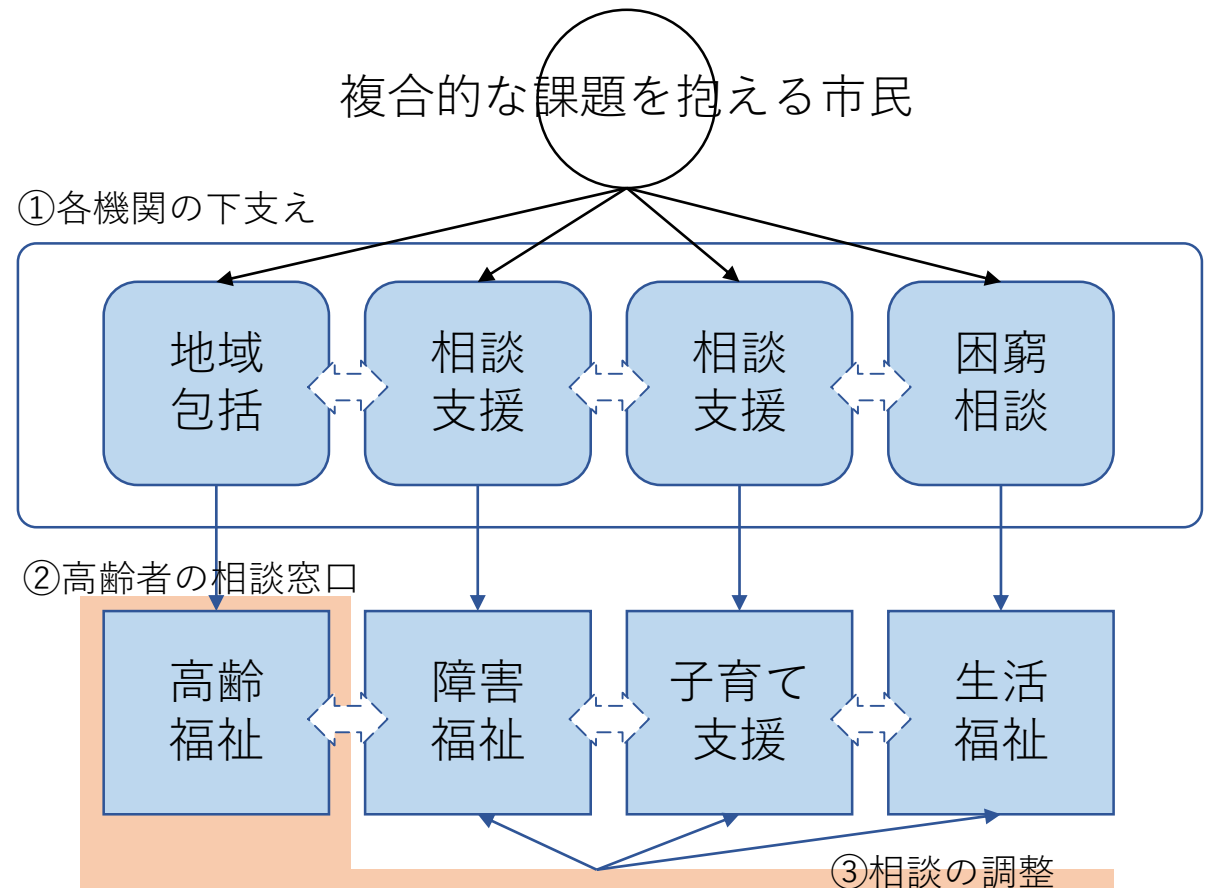 複合的な課題を抱える市民
①各機関の下支え
地域
包括
相談
支援
相談
支援
困窮
相談
②高齢者の相談窓口
高齢
福祉
障害
福祉
子育て
支援
生活
福祉
③相談の調整